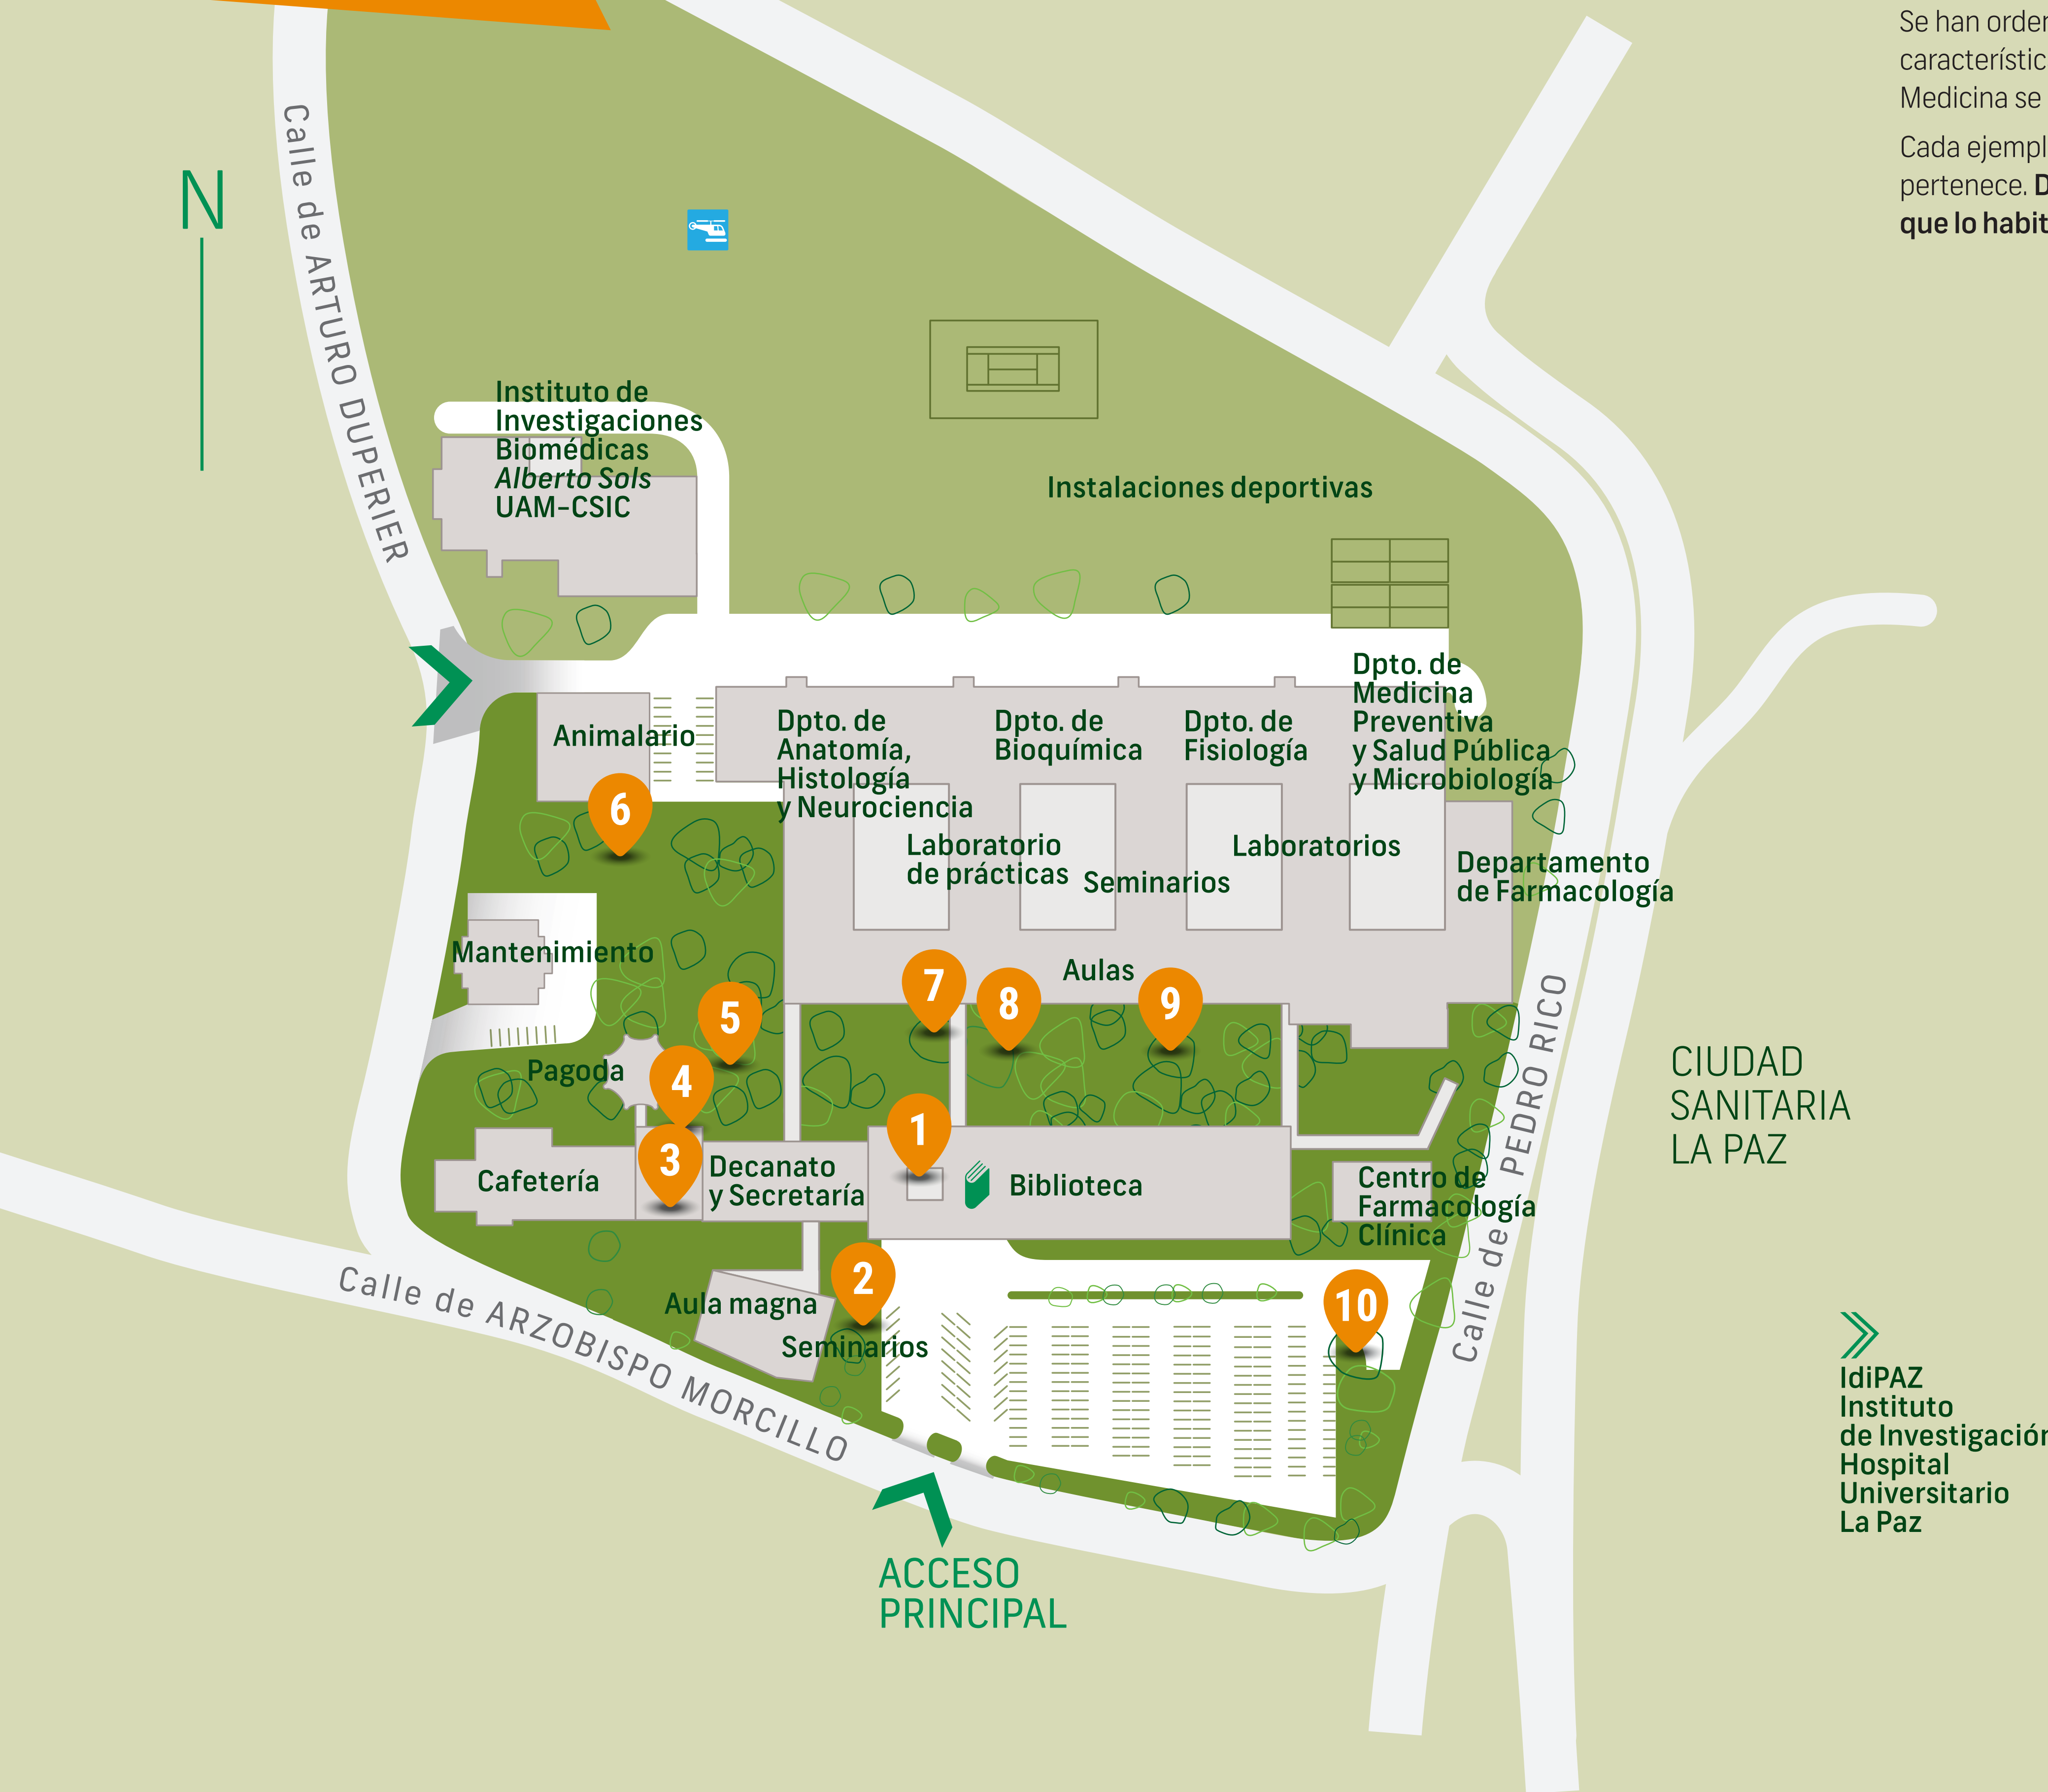 Se han orden
característic
Medicina se
Cada ejempl
pertenece. D
que lo habit
N
Calle de ARTURO DUPERIER
Instituto de
Investigaciones
Biomédicas
Alberto Sols
UAM-CSIC
Instalaciones deportivas
Animalario
Dpto. de
Anatomía,
Histología
y Neurociencia
Dpto. de
Bioquímica
Dpto. de
Fisiología
Dpto. de
Medicina
Preventiva
y Salud Pública
y Microbiología
6
Laboratorio
de prácticas
Seminarios
Laboratorios
Departamento
de Farmacología
Mantenimiento
Aulas
7
8
9
5
Pagoda
4
3
1
Cafetería
Decanato
y Secretaría
Biblioteca
Centro de
Farmacología
Clínica
Calle de PEDRO RICO
CIUDAD
SANITARIA
LA PAZ
2
Aula magna
Seminarios
10
Calle de ARZOBISPO MORCILLO
IdiPAZ
Instituto
de Investigación
Hospital
Universitario
La Paz
ACCESO
PRINCIPAL